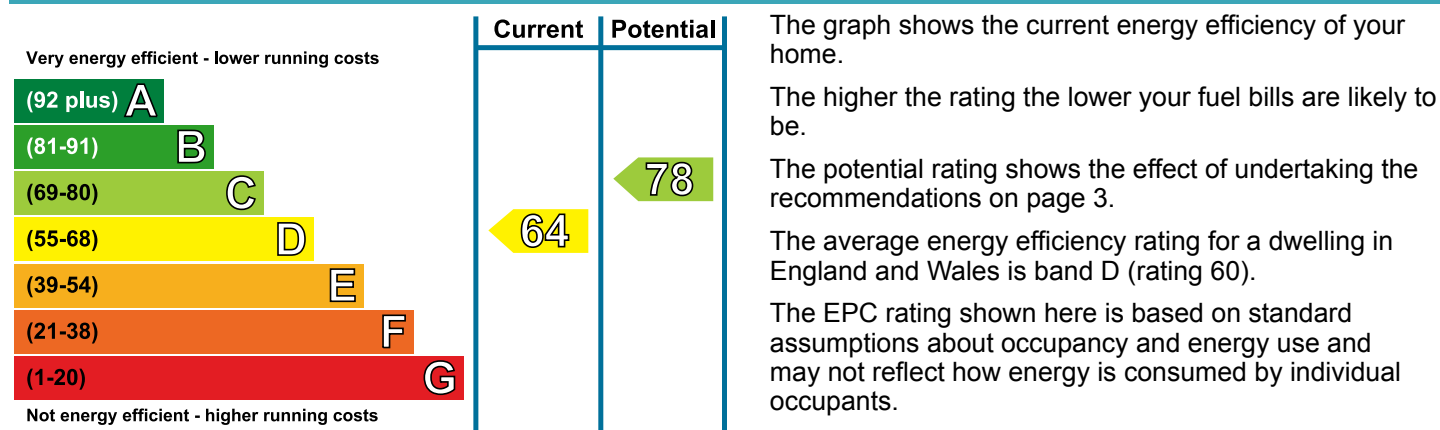 Current Potential
Very energy efficient - lower running costs
(92 plus) A
(81-91) B
(69-80) C
(55-68) D
(39-54) E
(21-38) F
(1-20) G
Not energy efficient - higher running costs
64
78
The graph shows the current energy efficiency of your
home.
The higher the rating the lower your fuel bills are likely to
be.
The potential rating shows the effect of undertaking the
recommendations on page 3.
The average energy efficiency rating for a dwelling in
England and Wales is band D (rating 60).
The EPC rating shown here is based on standard
assumptions about occupancy and energy use and
may not reflect how energy is consumed by individual
occupants.